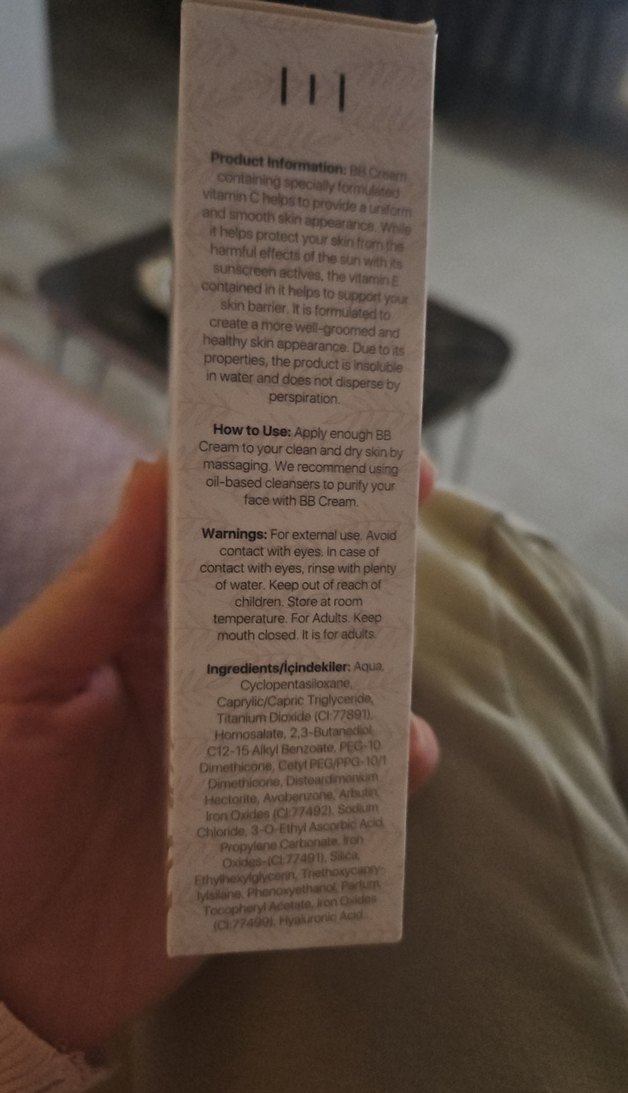 Product Information: BB Cream
containing specially formulated
vitamin C helps to provide a uniform
and smooth skin appearance. While
it helps protect your skin from the
harmful effects of the sun with its
sunscreen actives, the vitamin E
contained in it helps to support your
skin barrier. It is formulated to
create a more well-groomed and
healthy skin appearance. Due to its
properties, the product is insoluble
in water and does not disperse by
perspiration.
How to Use: Apply enough BB
Cream to your clean and dry skin by
massaging. We recommend using
oil-based cleansers to purify your
face with BB Cream.
Warnings: For external use. Avoid
contact with eyes. In case of
contact with eyes, rinse with plenty
of water. Keep out of reach of
children. Store at room
temperature. For Adults. Keep
mouth closed. It is for adults.
Ingredients/İçindekiler: Aqua,
Cyclopentasiloxane,
Caprylic/Capric Triglyceride,
Titanium Dioxide (CI:77891),
Homosalate, 2,3-Butanediol,
C12-15 Alkyl Benzoate, PEG-10
Dimethicone, Cetyl PEG/PPG-10/1
Dimethicone, Disteardimonium
Hectorite, Avobenzone, Arbutin,
Iron Oxides (CI:77492), Sodium
Chloride, 3-O-Ethyl Ascorbic Acid,
Propylene Carbonate, Iron
Oxides-(CI:77491), Silica,
Ethylhexylglycerin, Triethoxycapry-
lylsilane, Phenoxyethanol, Parfum,
Tocopheryl Acetate, Iron Oxides
(CI:77499), Hyaluronic Acid.